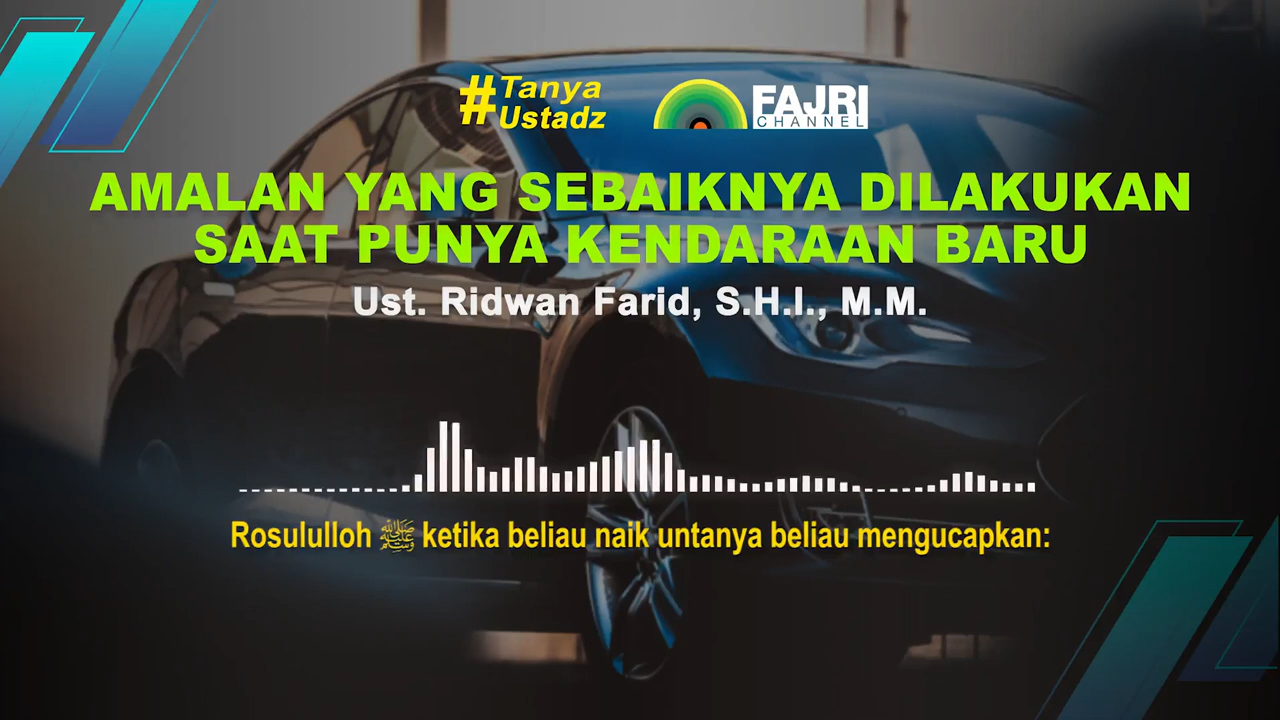 #Tanya
Ustadz
FAJRI
CHANNEL
AMALAN YANG SEBAIKNYA DILAKUKAN
SAAT PUNYA KENDARAAN BARU
Ust. Ridwan Farid, S.H.I., M.M.
Rosululloh ﷺ ketika beliau naik untanya beliau mengucapkan: